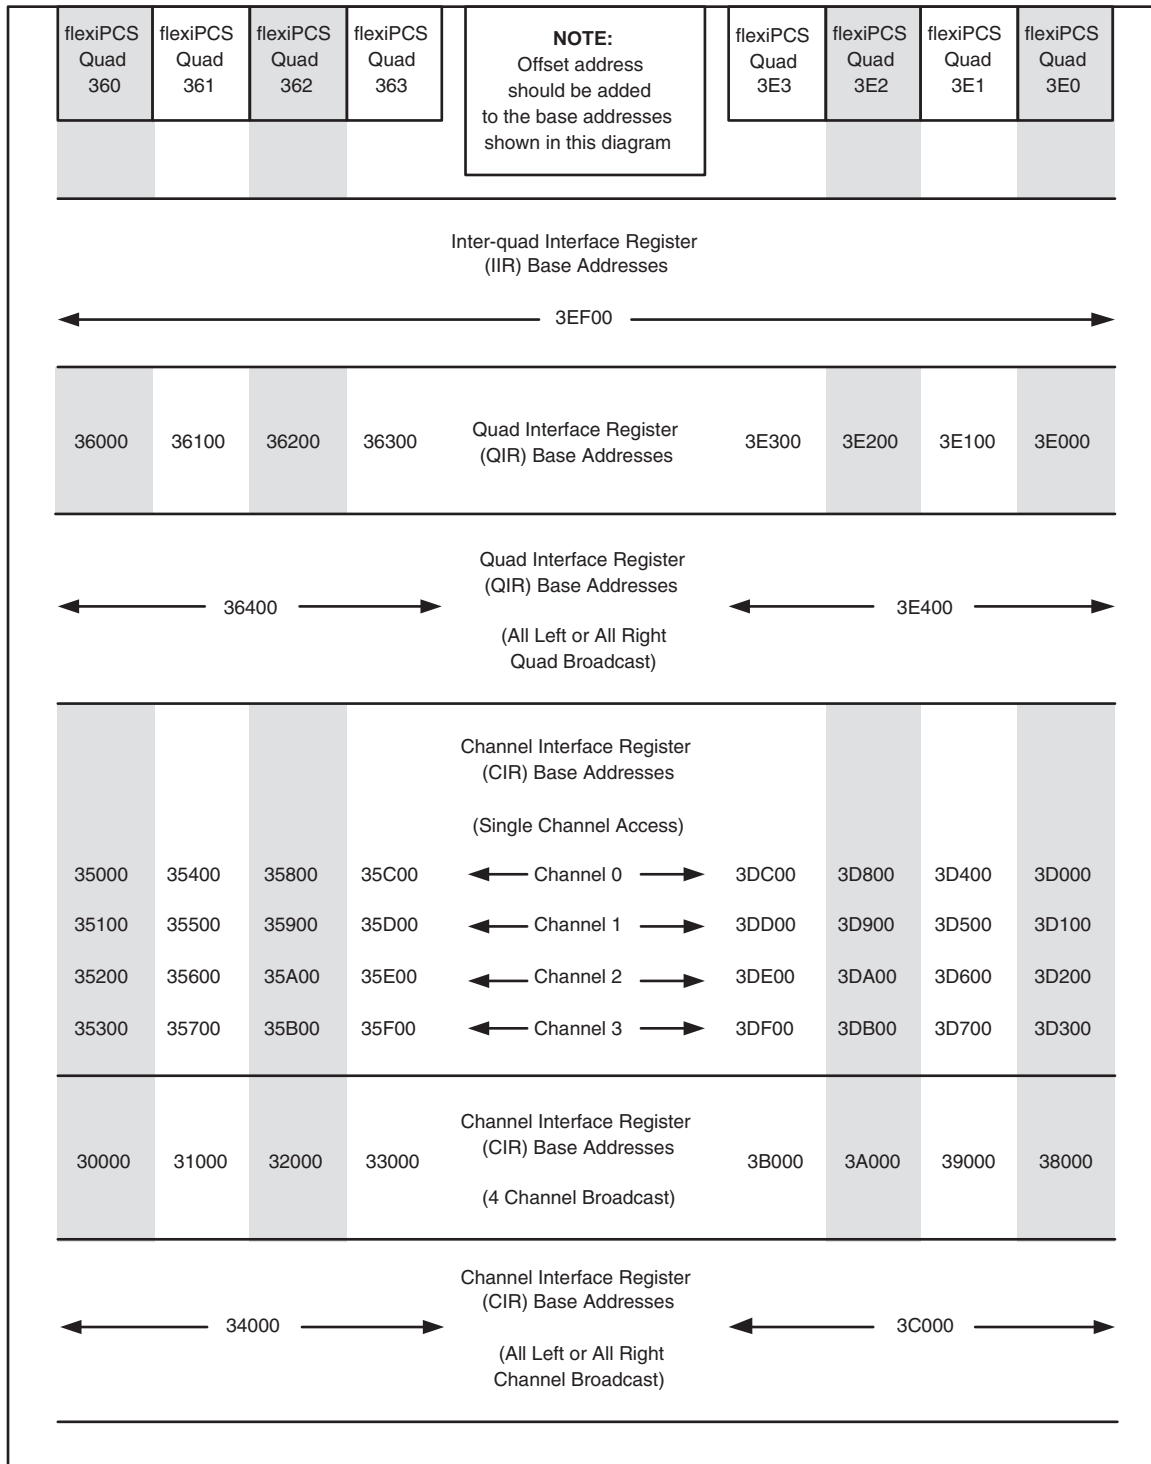 flexiPCS
Quad
360
flexiPCS
Quad
361
flexiPCS
Quad
362
flexiPCS
Quad
363
NOTE:
Offset address
should be added
to the base addresses
shown in this diagram
flexiPCS
Quad
3E3
flexiPCS
Quad
3E2
flexiPCS
Quad
3E1
flexiPCS
Quad
3E0
Inter-quad Interface Register
(IIR) Base Addresses
3EF00
36000 36100 36200 36300
Quad Interface Register
(QIR) Base Addresses
3E300 3E200 3E100 3E000
Quad Interface Register
(QIR) Base Addresses
36400
3E400
(All Left or All Right
Quad Broadcast)
Channel Interface Register
(CIR) Base Addresses
(Single Channel Access)
35000 35400 35800 35C00 Channel 0 3DC00 3D800 3D400 3D000
35100 35500 35900 35D00 Channel 1 3DD00 3D900 3D500 3D100
35200 35600 35A00 35E00 Channel 2 3DE00 3DA00 3D600 3D200
35300 35700 35B00 35F00 Channel 3 3DF00 3DB00 3D700 3D300
Channel Interface Register
(CIR) Base Addresses
30000 31000 32000 33000
3B000 3A000 39000 38000
(4 Channel Broadcast)
Channel Interface Register
(CIR) Base Addresses
34000
3C000
(All Left or All Right
Channel Broadcast)